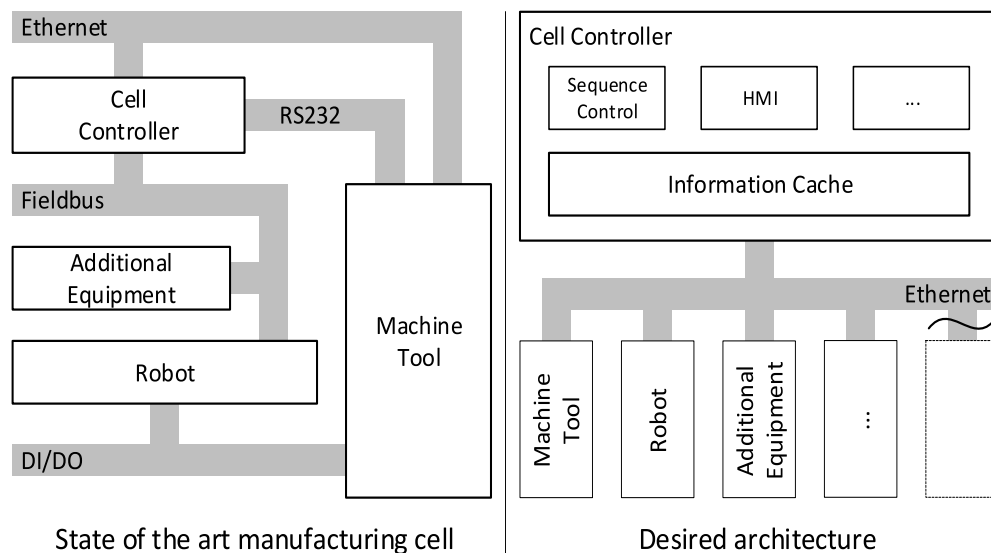 Ethernet
Cell
Controller
RS232
Fieldbus
Additional
Equipment
Robot
Machine
Tool
DI/DO
State of the art manufacturing cell
Cell Controller
Sequence
Control
HMI
...
Information Cache
Ethernet
Machine
Tool
Robot
Additional
Equipment
...
Desired architecture